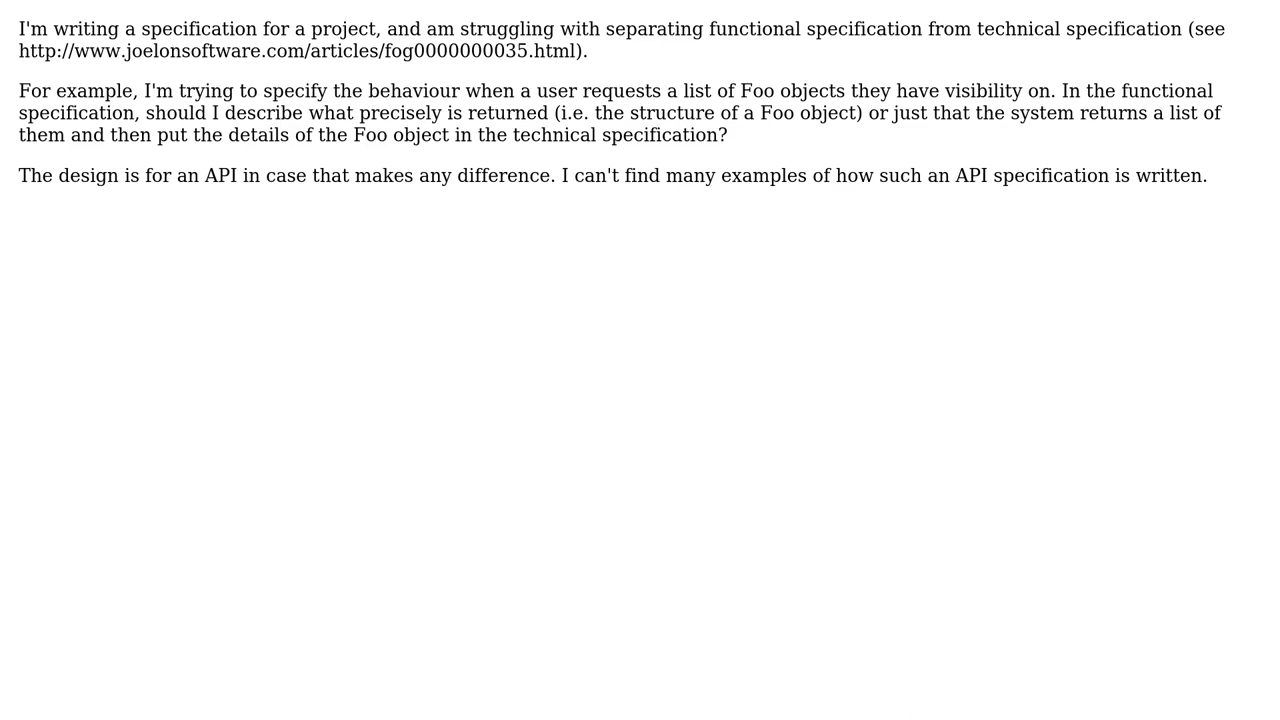 I'm writing a specification for a project, and am struggling with separating functional specification from technical specification (see
http://www.joelonsoftware.com/articles/fog0000000035.html).
For example, I'm trying to specify the behaviour when a user requests a list of Foo objects they have visibility on. In the functional
specification, should I describe what precisely is returned (i.e. the structure of a Foo object) or just that the system returns a list of
them and then put the details of the Foo object in the technical specification?
The design is for an API in case that makes any difference. I can't find many examples of how such an API specification is written.